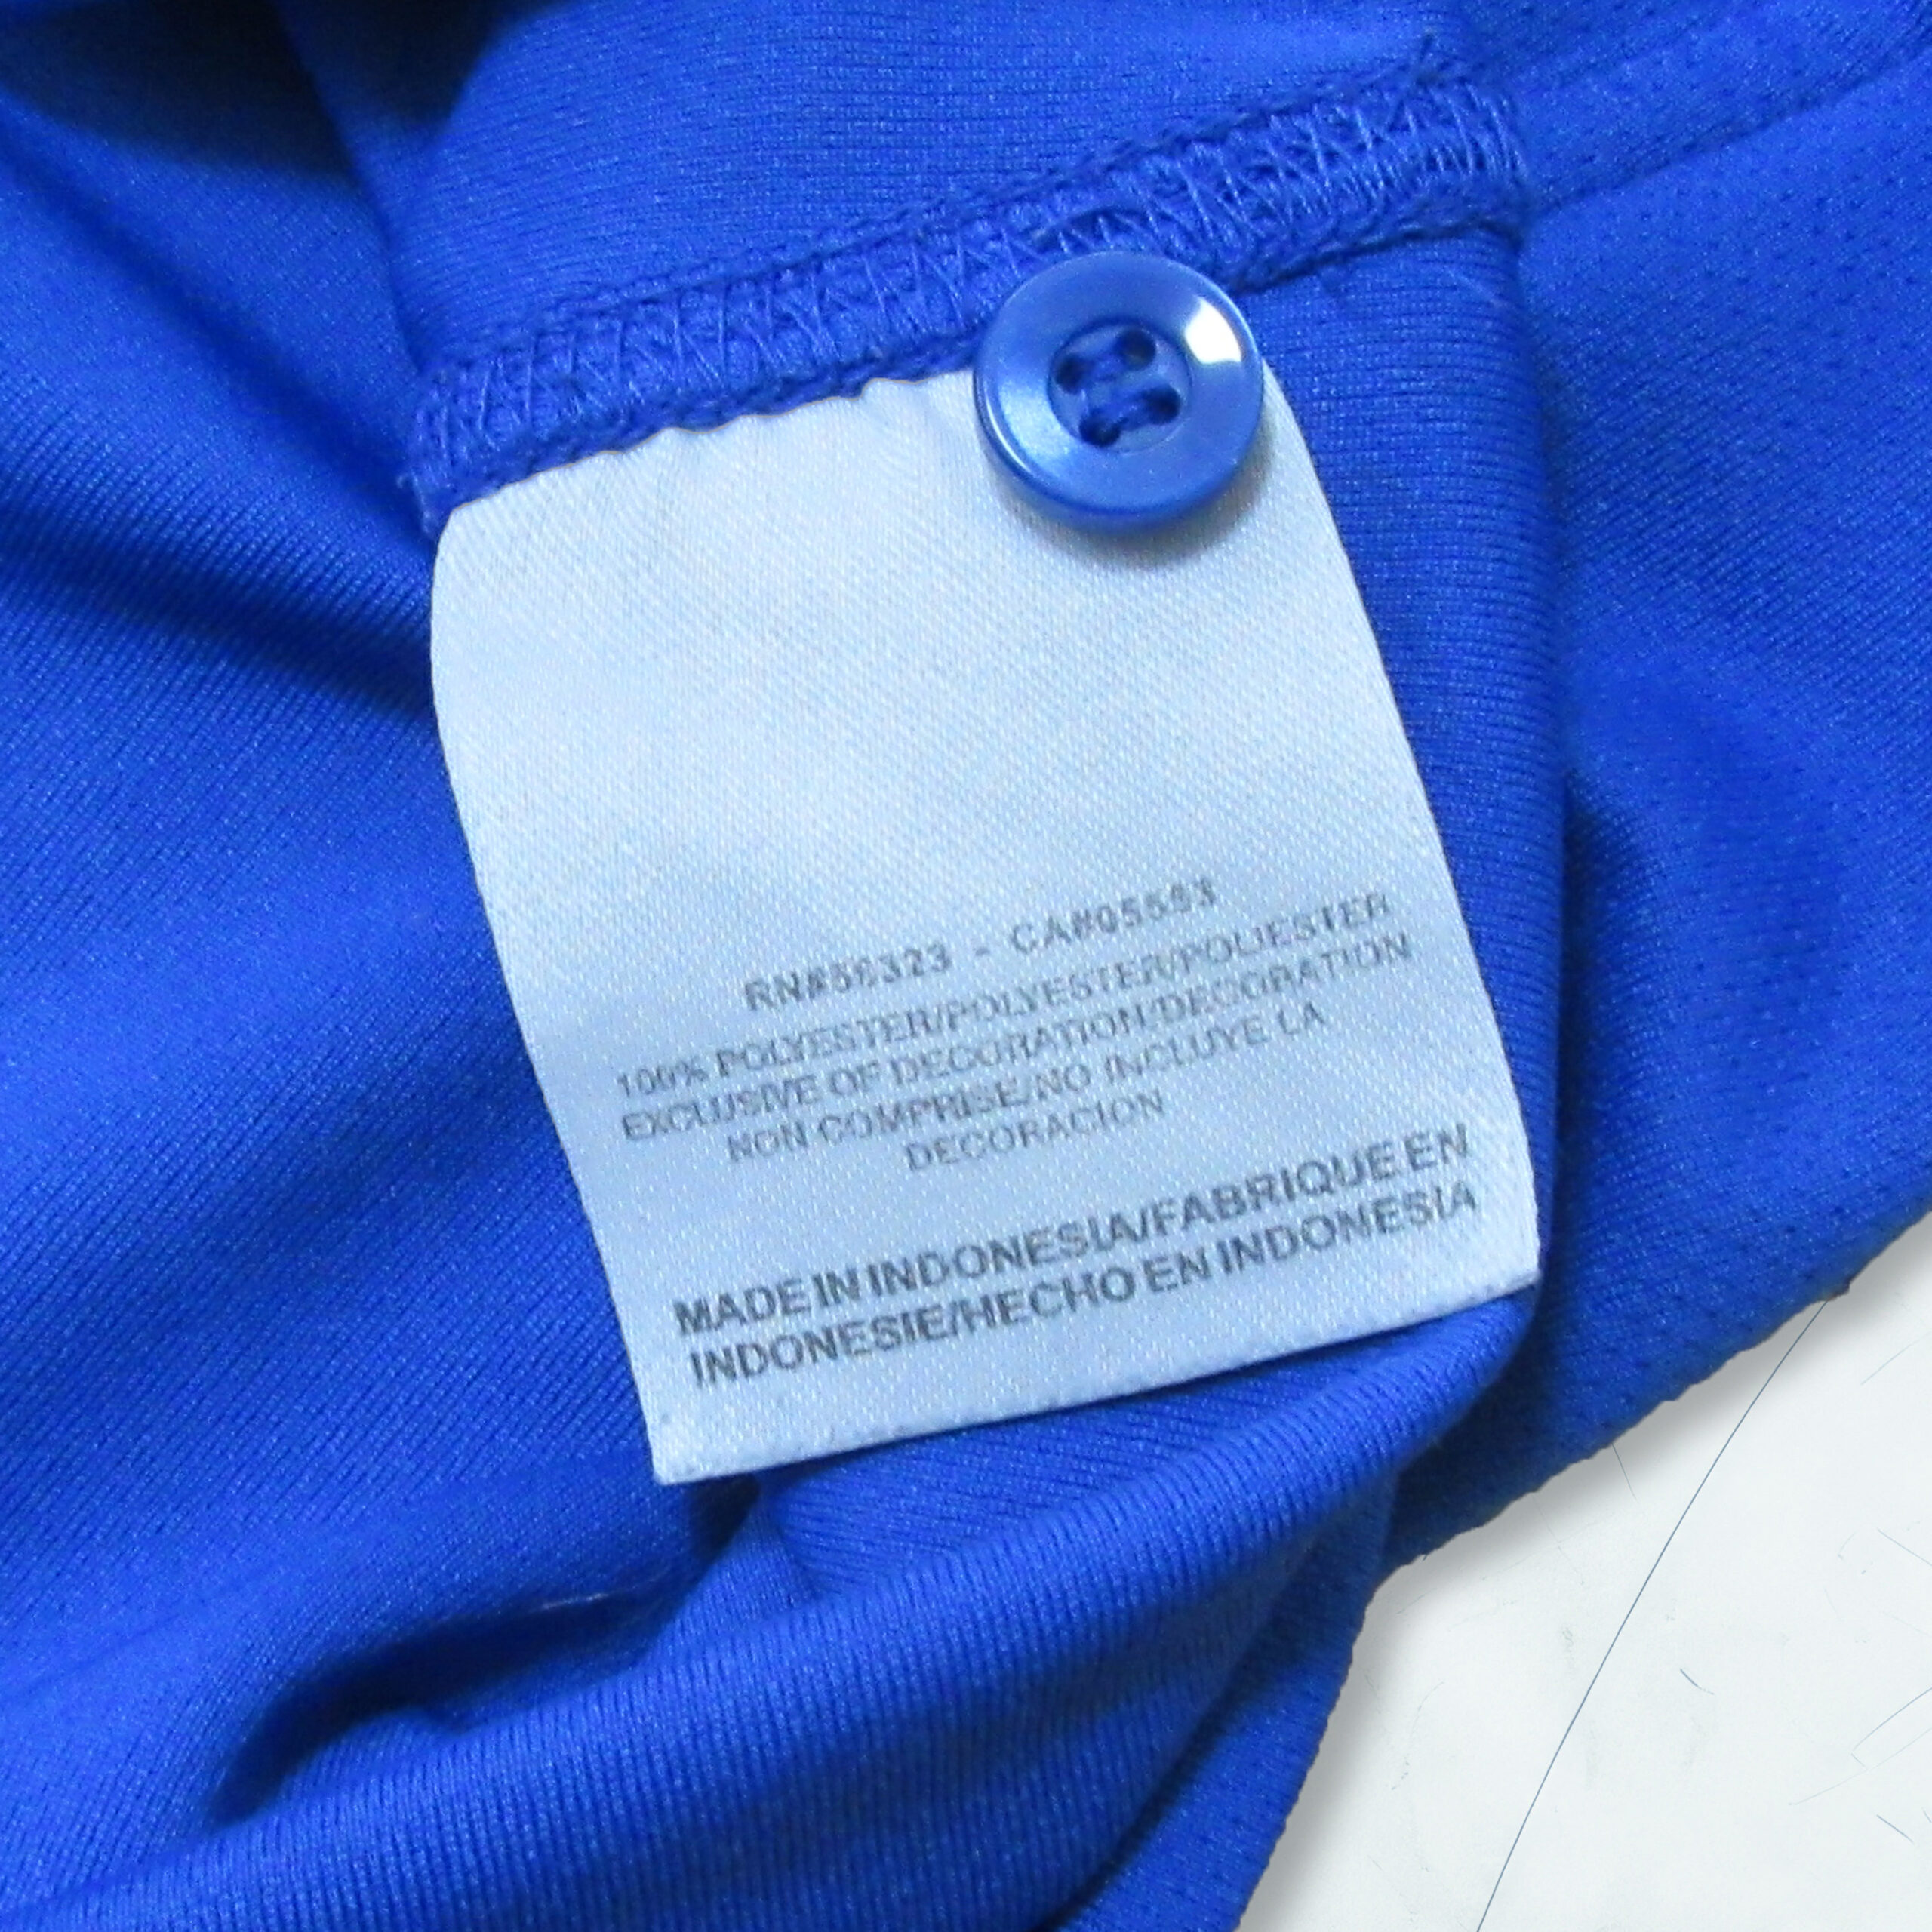 RN#56323 - CA#05553
100% POLYESTER/POLYESTER/POLIESTER
EXCLUSIVE OF DECORATION/DECORATION
NON COMPRISE/NO INCLUYE LA
DECORACION
MADE IN INDONESIA/FABRIQUE EN
INDONESIE/HECHO EN INDONESIA